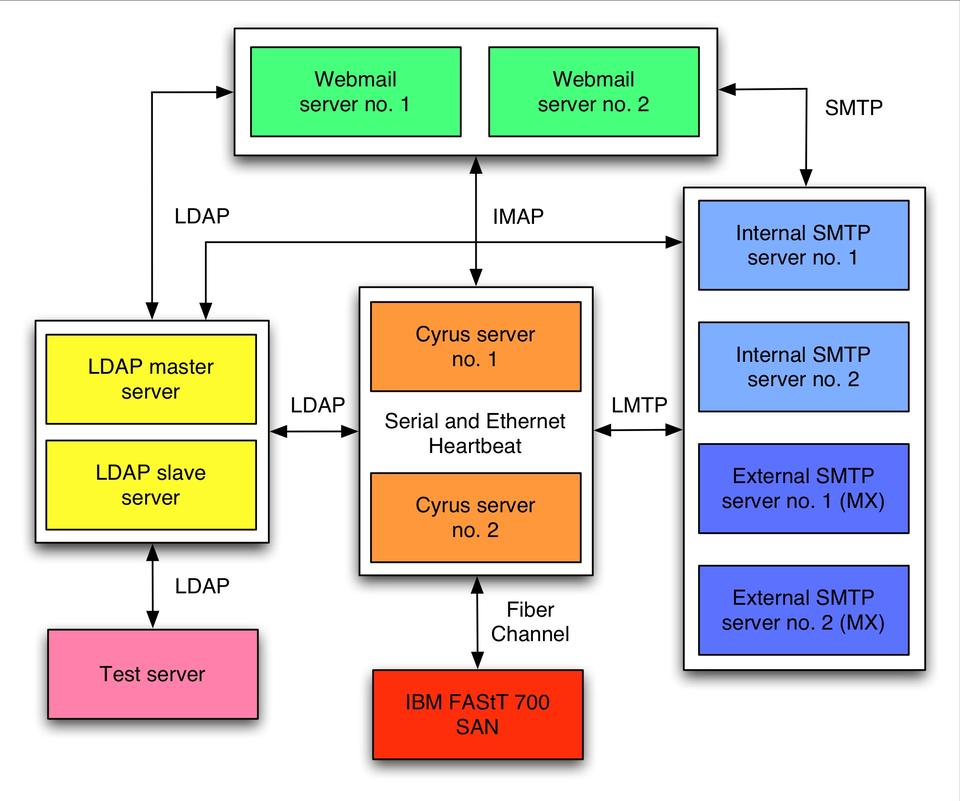 Webmail
server no. 1
Webmail
server no. 2
SMTP
LDAP
IMAP
Internal SMTP
server no. 1
Internal SMTP
server no. 2
External SMTP
server no. 1 (MX)
External SMTP
server no. 2 (MX)
LDAP master
server
LDAP slave
server
LDAP
Cyrus server
no. 1
Serial and Ethernet
Heartbeat
Cyrus server
no. 2
LMTP
LDAP
Test server
Fiber
Channel
IBM FAStT 700
SAN